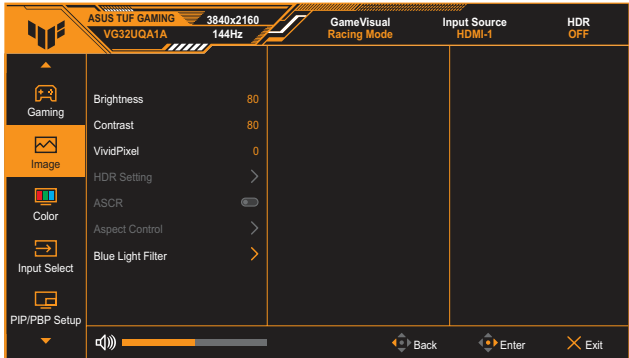 ASUS TUF GAMING 3840x2160
VG32UQA1A 144Hz
GameVisual
Racing Mode
Input Source
HDMI-1
HDR
OFF
Gaming
Image
Color
Input Select
PIP/PBP Setup
Brightness 80
Contrast 80
VividPixel 0
HDR Setting
ASCR
Aspect Control
Blue Light Filter
Back
Enter
Exit